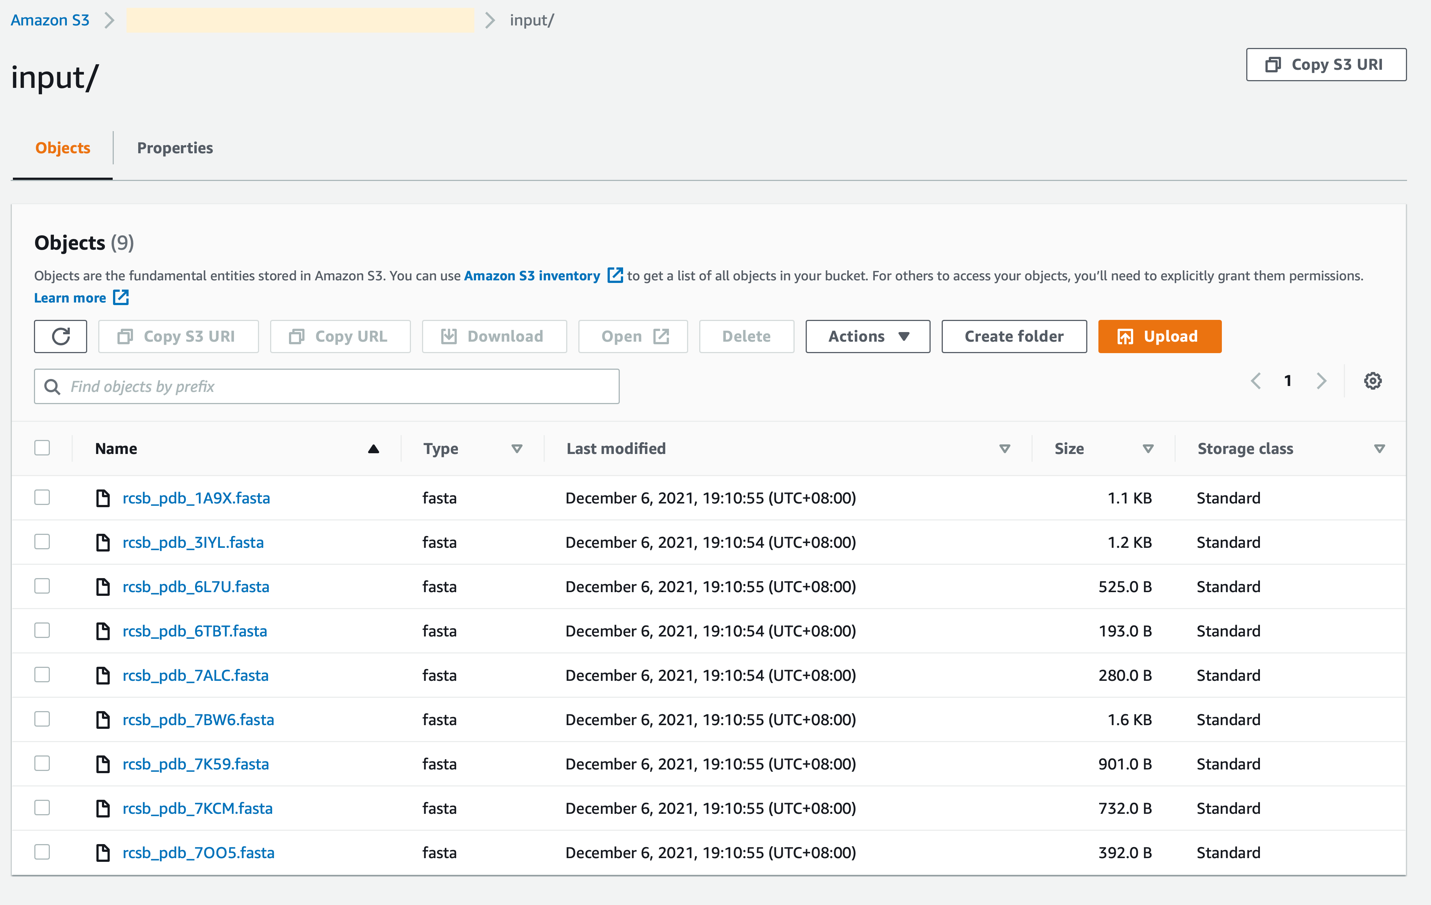 Amazon S3 input/
input/
Copy S3 URI
Objects Properties
Objects (9)
Objects are the fundamental entities stored in Amazon S3. You can use Amazon S3 inventory to get a list of all objects in your bucket. For others to access your objects, you'll need to explicitly grant them permissions.
Learn more
Copy S3 URI Copy URL Download Open Delete Actions Create folder Upload
Find objects by prefix 1
Name Type Last modified Size Storage class
rcsb_pdb_1A9X.fasta fasta December 6, 2021, 19:10:55 (UTC+08:00) 1.1 KB Standard
rcsb_pdb_3IYL.fasta fasta December 6, 2021, 19:10:54 (UTC+08:00) 1.2 KB Standard
rcsb_pdb_6L7U.fasta fasta December 6, 2021, 19:10:55 (UTC+08:00) 525.0 B Standard
rcsb_pdb_6TBT.fasta fasta December 6, 2021, 19:10:54 (UTC+08:00) 193.0 B Standard
rcsb_pdb_7ALC.fasta fasta December 6, 2021, 19:10:54 (UTC+08:00) 280.0 B Standard
rcsb_pdb_7BW6.fasta fasta December 6, 2021, 19:10:55 (UTC+08:00) 1.6 KB Standard
rcsb_pdb_7K59.fasta fasta December 6, 2021, 19:10:55 (UTC+08:00) 901.0 B Standard
rcsb_pdb_7KCM.fasta fasta December 6, 2021, 19:10:55 (UTC+08:00) 732.0 B Standard
rcsb_pdb_7OO5.fasta fasta December 6, 2021, 19:10:55 (UTC+08:00) 392.0 B Standard